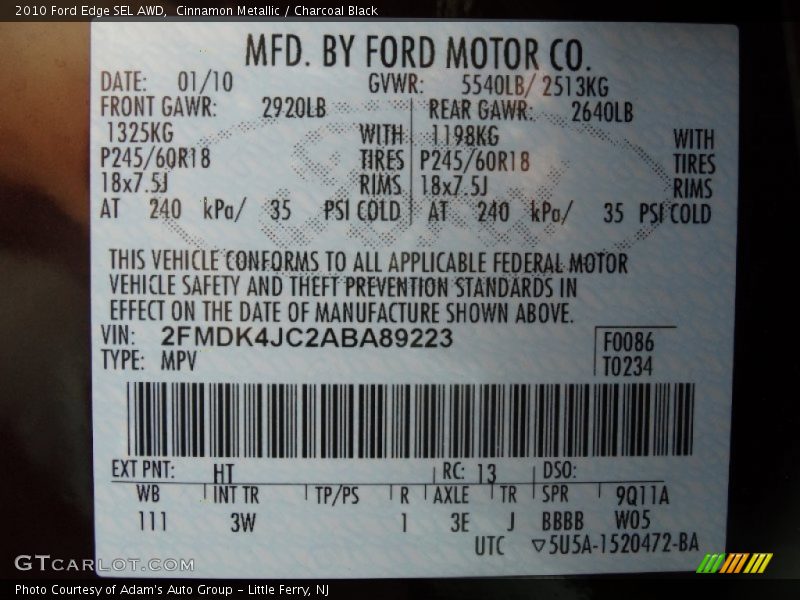 2010 Ford Edge SEL AWD,  Cinnamon Metallic / Charcoal Black
MFD. BY FORD MOTOR CO.
DATE: 01/10 GVWR: 5540LB/ 2513KG
FRONT GAWR: 2920LB REAR GAWR: 2640LB
1325KG WITH 1198KG WITH
P245/60R18 TIRES P245/60R18 TIRES
18x7.5J RIMS 18x7.5J RIMS
AT 240 kPa/ 35 PSI COLD AT 240 kPa/ 35 PSI COLD
THIS VEHICLE CONFORMS TO ALL APPLICABLE FEDERAL MOTOR
VEHICLE SAFETY AND THEFT PREVENTION STANDARDS IN
EFFECT ON THE DATE OF MANUFACTURE SHOWN ABOVE.
VIN: 2FMDK4JC2ABA89223 F0086
TYPE: MPV T0234
EXT PNT: HT RC: 13 DSO:
WB INT TR TP/PS R AXLE TR SPR 9Q11A
111 3W 1 3E J BBBB W05
UTC ▽5U5A-1520472-BA
GTCARLOT.COM
Photo Courtesy of Adam's Auto Group - Little Ferry, NJ